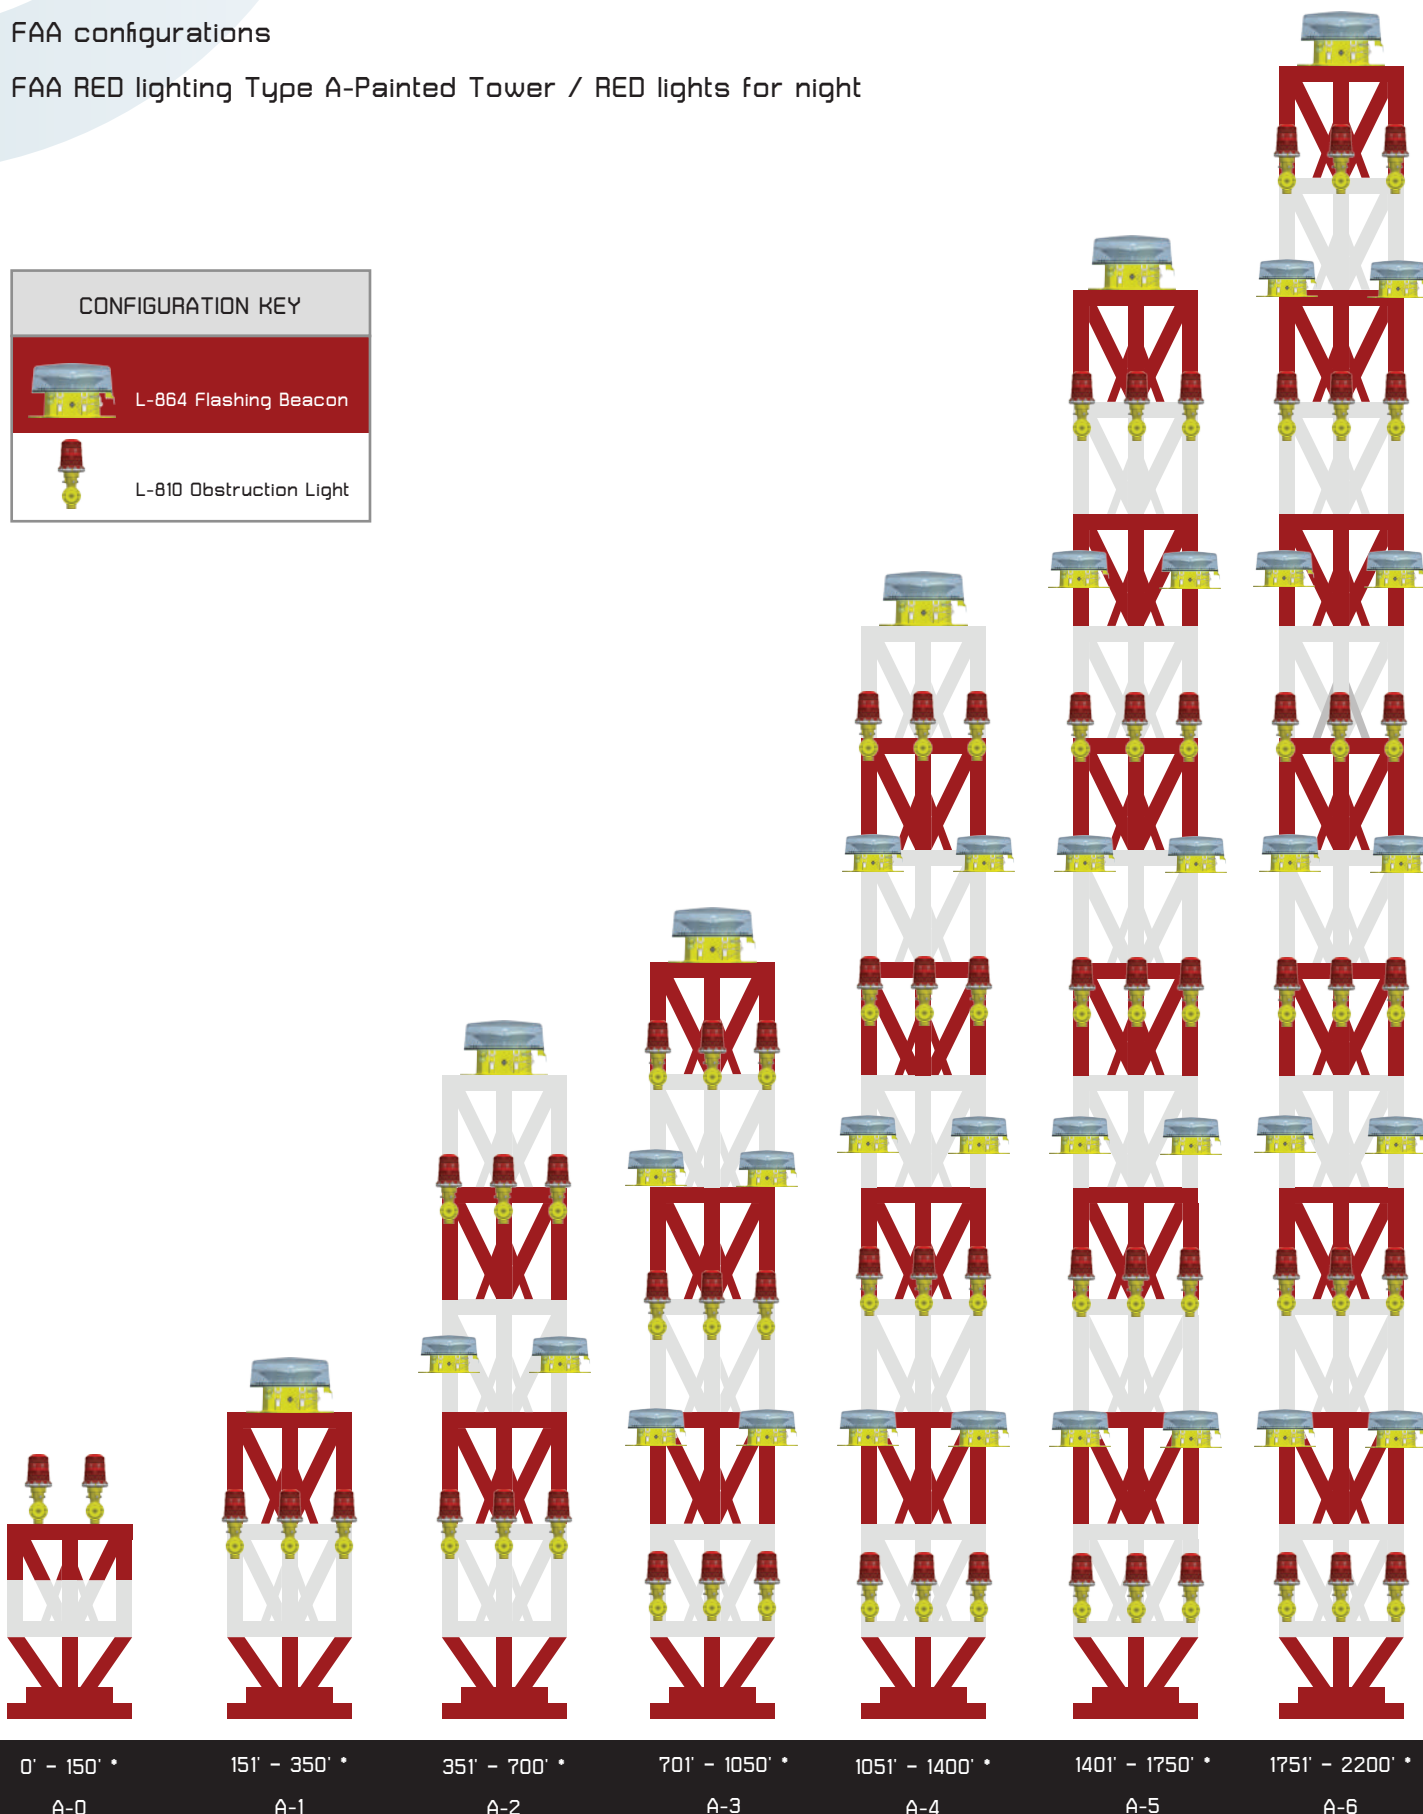 FAA configurations
FAA RED lighting Type A-Painted Tower / RED lights for night
CONFIGURATION KEY
L-864 Flashing Beacon
L-810 Obstruction Light
0' - 150' *
151' - 350' *
351' - 700' *
701' - 1050' *
1051' - 1400' *
1401' - 1750' *
1751' - 2200' *
A-0
A-1
A-2
A-3
A-4
A-5
A-6